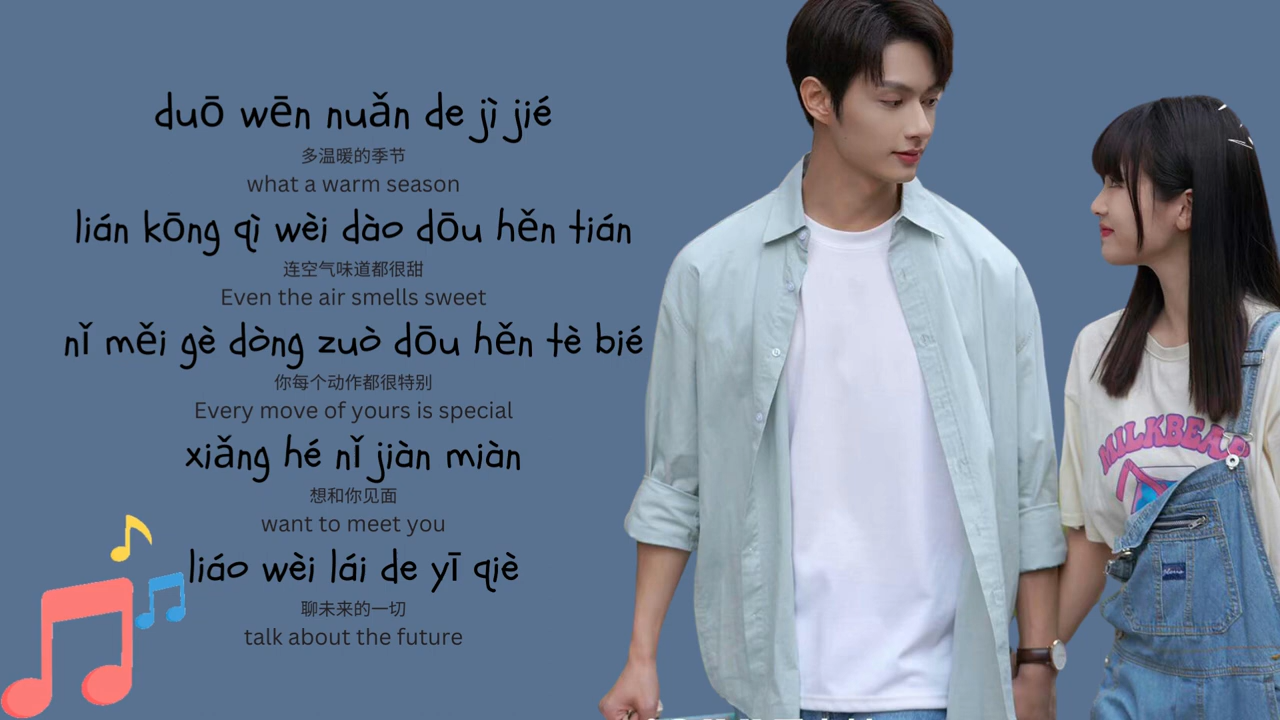 duō wēn nuǎn de jì jié
多温暖的季节
what a warm season
lián kōng qì wèi dào dōu hěn tián
连空气味道都很甜
Even the air smells sweet
nǐ měi gè dòng zuò dōu hěn tè bié
你每个动作都很特别
Every move of yours is special
xiǎng hé nǐ jiàn miàn
想和你见面
want to meet you
liáo wèi lái de yī qiè
聊未来的一切
talk about the future
MILKBEAR